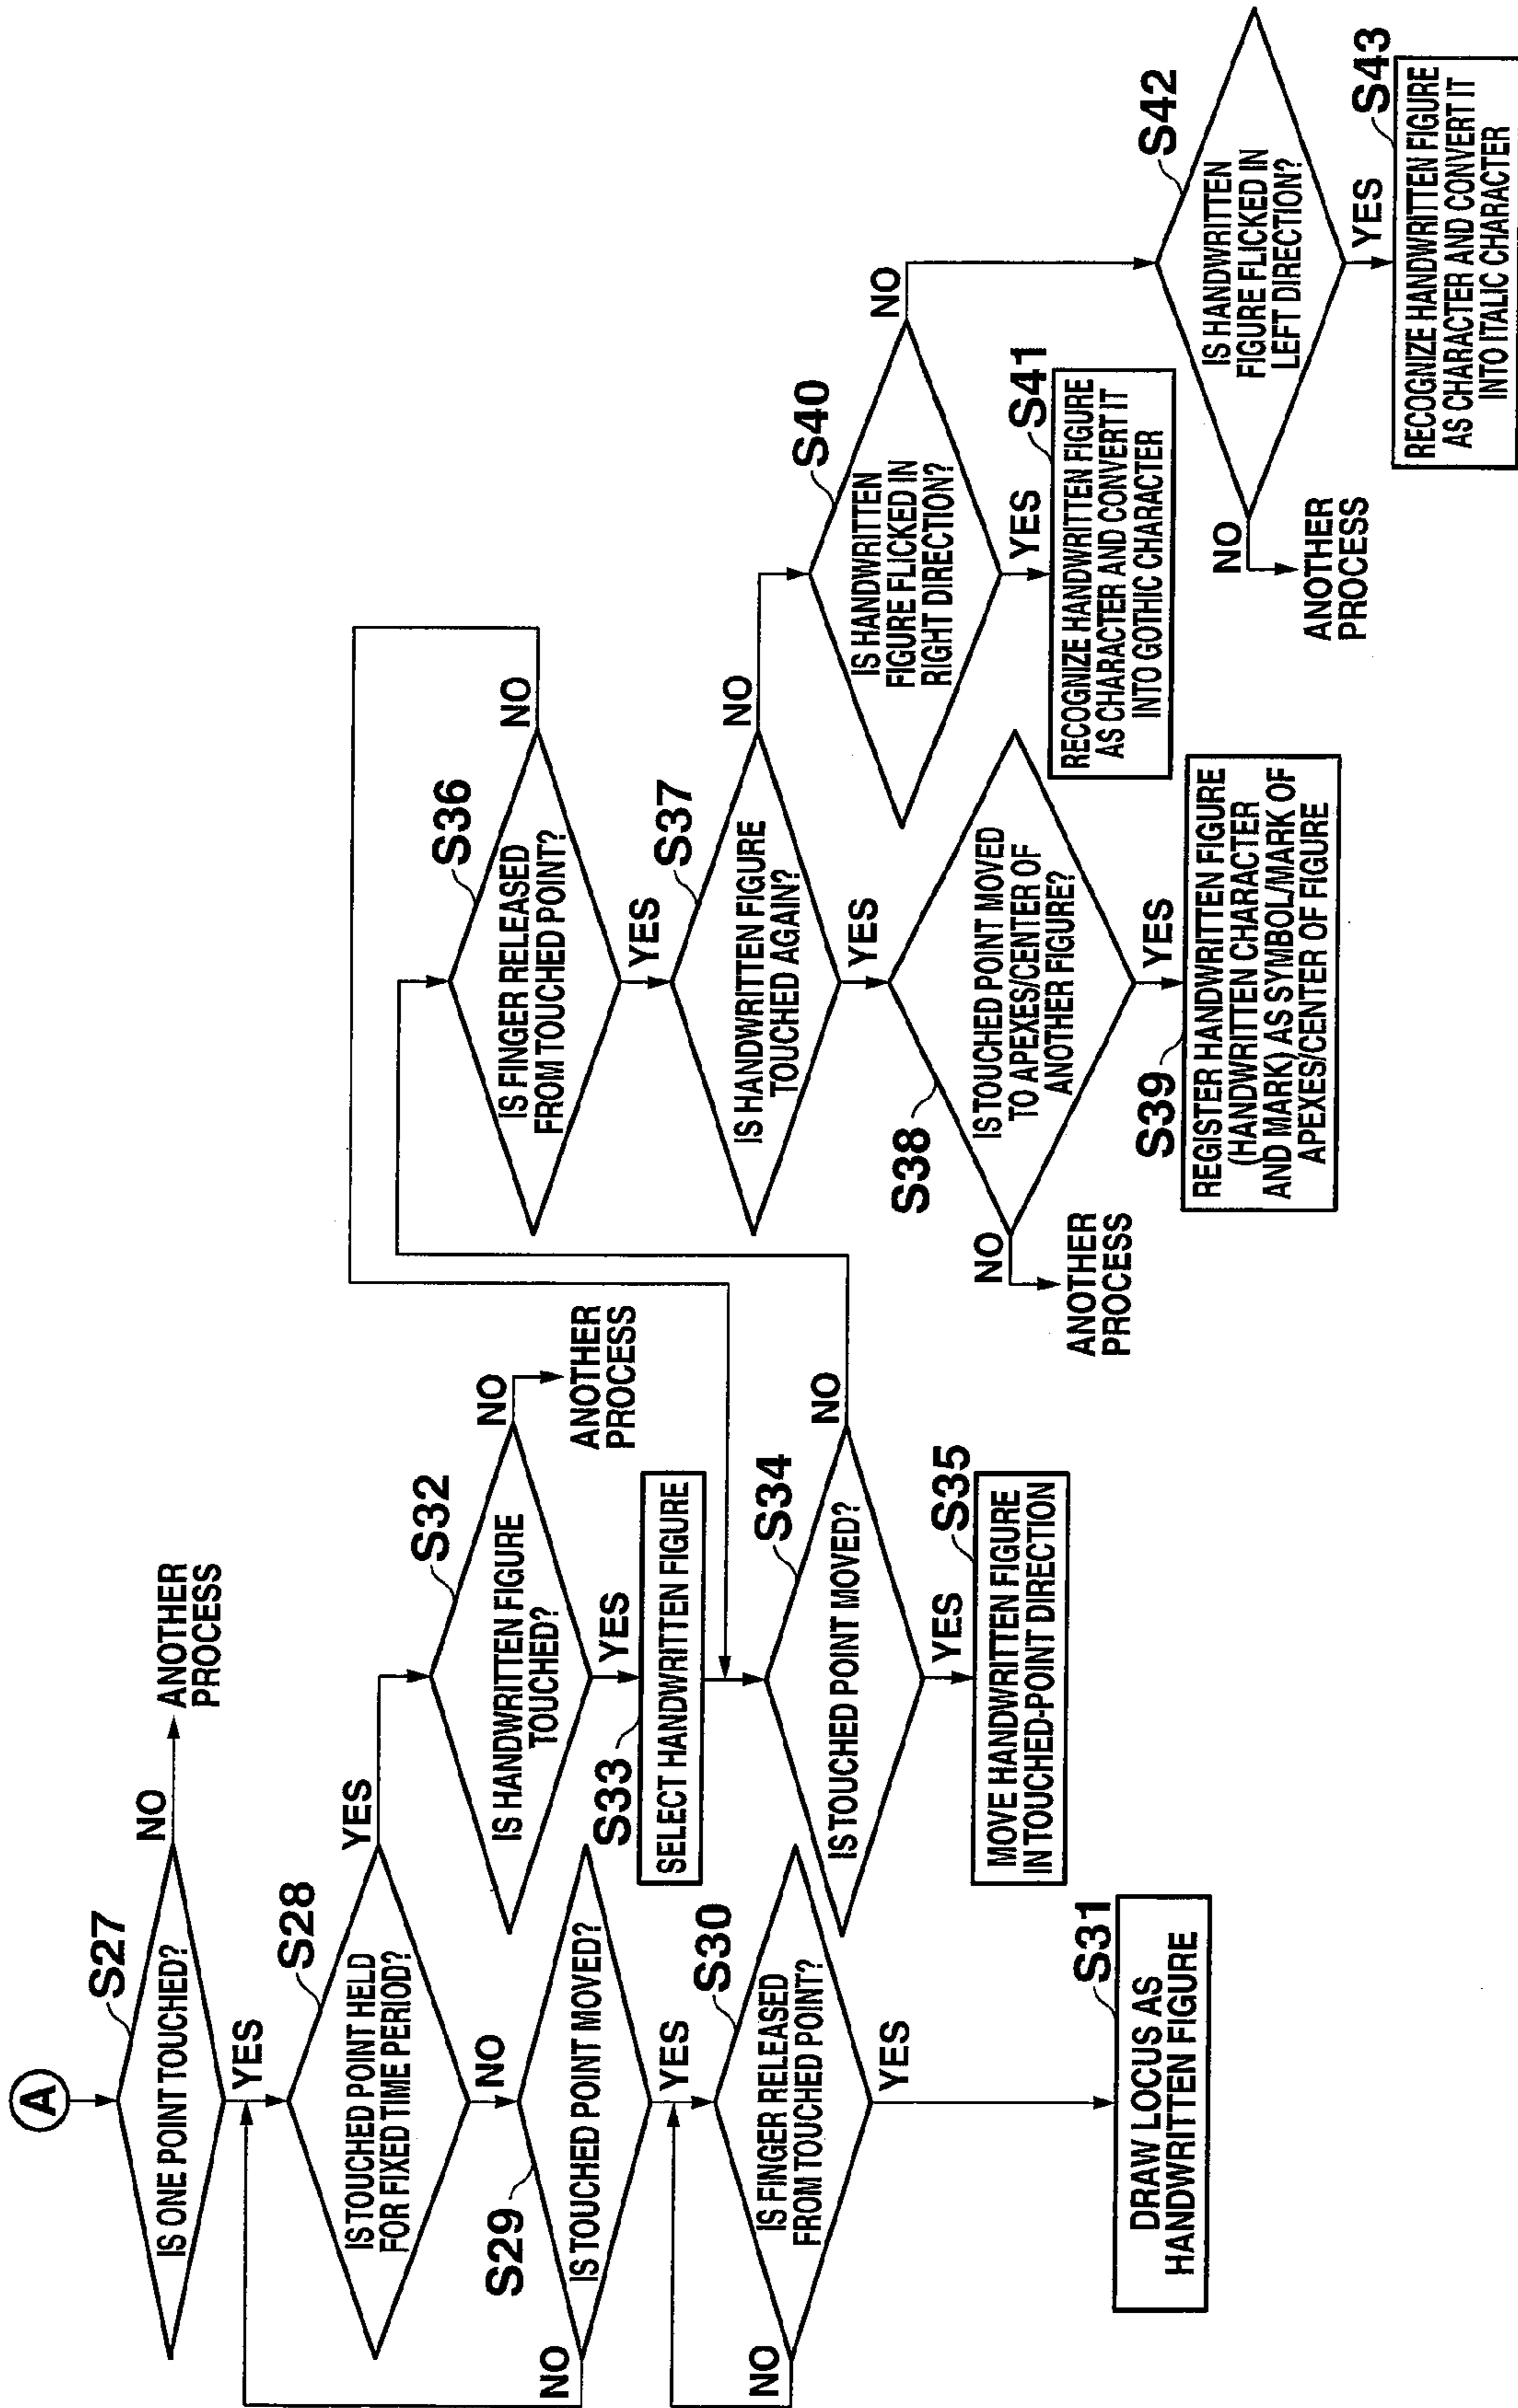 A
S27
IS ONE POINT TOUCHED?
NO
ANOTHER
PROCESS
YES
S28
IS TOUCHED POINT HELD
FOR FIXED TIME PERIOD?
YES
NO
S29
IS TOUCHED POINT MOVED?
NO
YES
S30
IS FINGER RELEASED
FROM TOUCHED POINT?
NO
YES
S31
DRAW LOCUS AS
HANDWRITTEN FIGURE
S32
IS HANDWRITTEN FIGURE
TOUCHED?
NO
ANOTHER
PROCESS
YES
S33
SELECT HANDWRITTEN FIGURE
S34
IS TOUCHED POINT MOVED?
NO
YES
S35
MOVE HANDWRITTEN FIGURE
IN TOUCHED-POINT DIRECTION
S36
IS FINGER RELEASED
FROM TOUCHED POINT?
NO
YES
S37
IS HANDWRITTEN FIGURE
TOUCHED AGAIN?
NO
YES
S38
IS TOUCHED POINT MOVED
TO APEXES/CENTER OF
ANOTHER FIGURE?
NO
ANOTHER
PROCESS
YES
S39
REGISTER HANDWRITTEN FIGURE
(HANDWRITTEN CHARACTER
AND MARK) AS SYMBOL/MARK OF
APEXES/CENTER OF FIGURE
S40
IS HANDWRITTEN
FIGURE FLICKED IN
RIGHT DIRECTION?
NO
YES
S41
RECOGNIZE HANDWRITTEN FIGURE
AS CHARACTER AND CONVERT IT
INTO GOTHIC CHARACTER
S42
IS HANDWRITTEN
FIGURE FLICKED IN
LEFT DIRECTION?
NO
ANOTHER
PROCESS
YES
S43
RECOGNIZE HANDWRITTEN FIGURE
AS CHARACTER AND CONVERT IT
INTO ITALIC CHARACTER